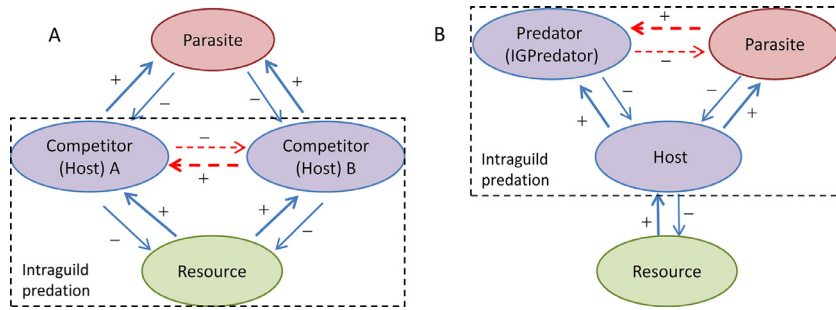 A
Parasite
+
+
−
−
Competitor
(Host) A
−
+
Competitor
(Host) B
+
+
−
−
Intraguild
predation
Resource
B
Predator
(IGPredator)
+
−
Parasite
−
−
+
+
Host
Intraguild
predation
+
−
Resource